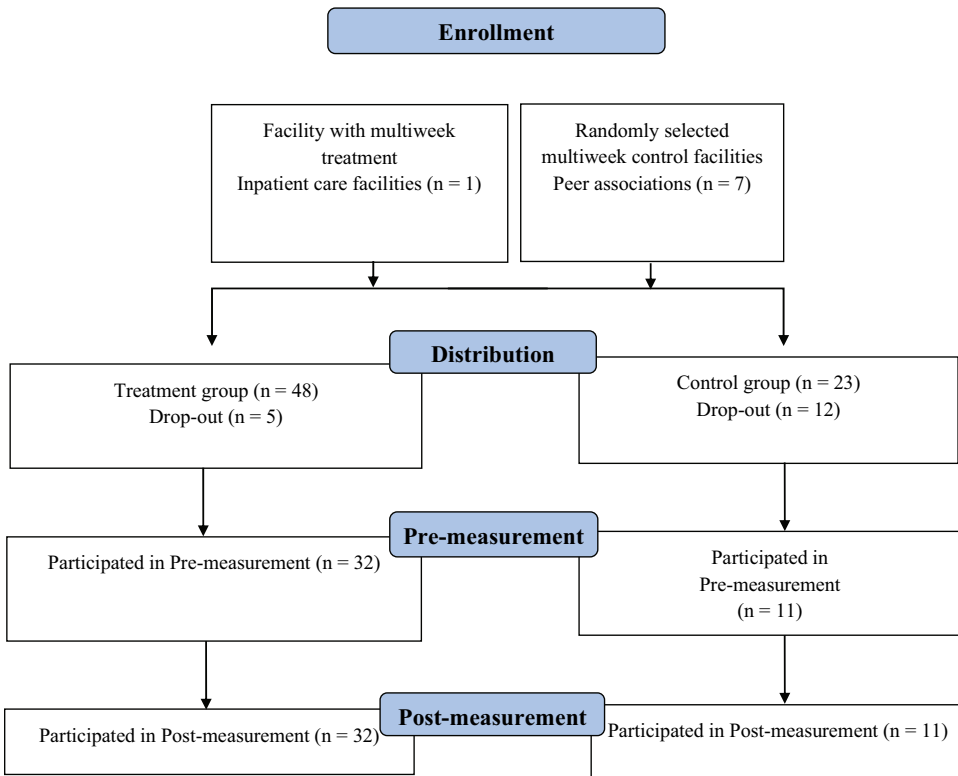 Enrollment
Facility with multiweek
treatment
Inpatient care facilities (n = 1)
Randomly selected
multiweek control facilities
Peer associations (n = 7)
Distribution
Treatment group (n = 48)
Drop-out (n = 5)
Control group (n = 23)
Drop-out (n = 12)
Pre-measurement
Participated in Pre-measurement (n = 32)
Participated in
Pre-measurement
(n = 11)
Post-measurement
Participated in Post-measurement (n = 32)
Participated in Post-measurement (n = 11)